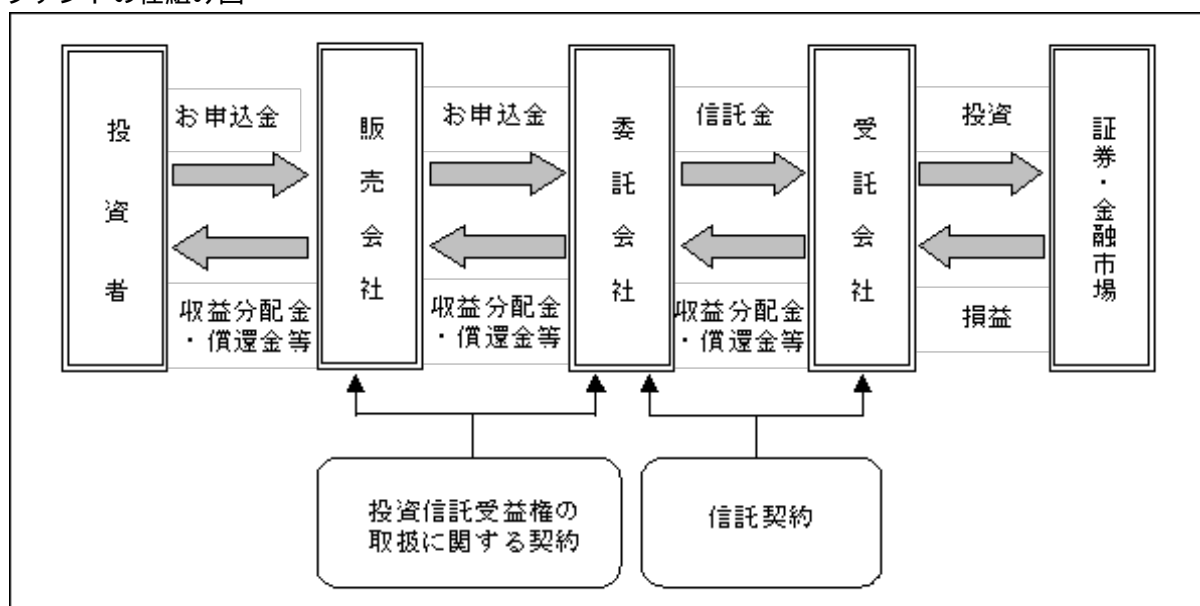 ファンドの仕組み図
投資者
お申込金
販売会社
お申込金
委託会社
信託金
受託会社
投資
証券・金融市場
収益分配金
・償還金等
収益分配金
・償還金等
収益分配金
・償還金等
損益
投資信託受益権の
取扱に関する契約
信託契約